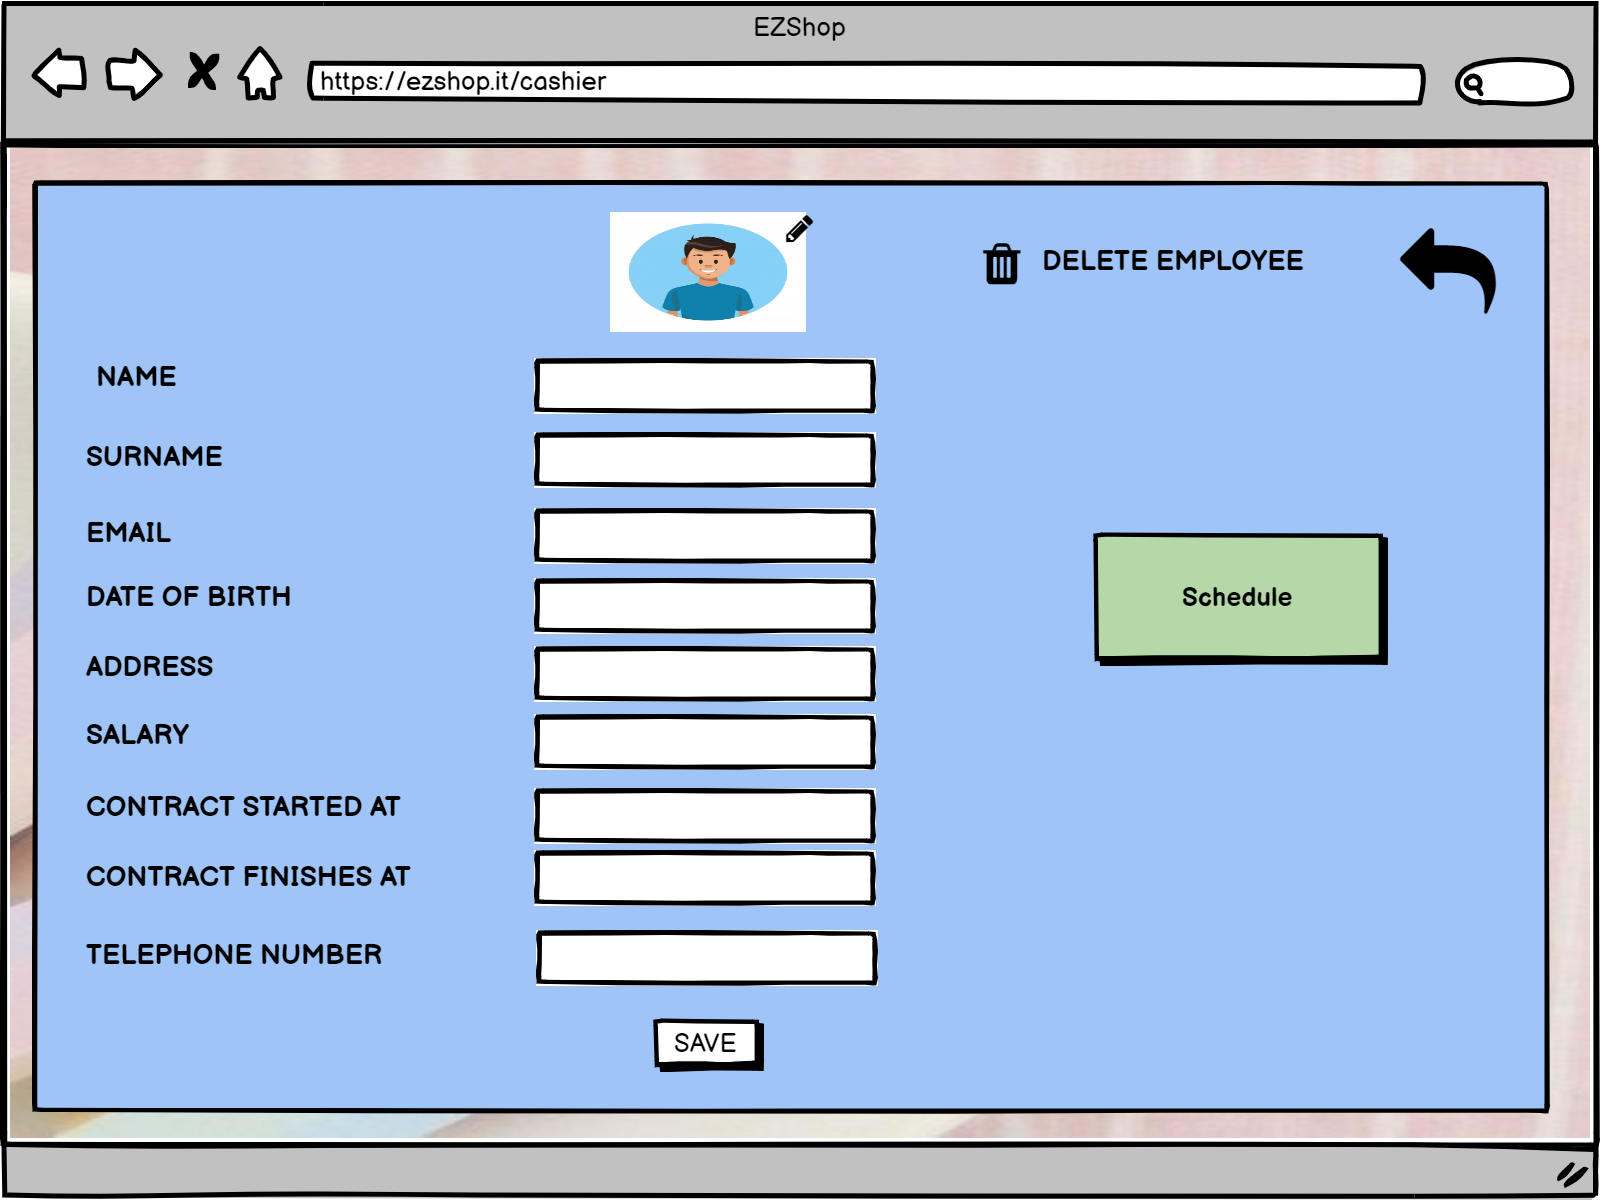 EZShop
https://ezshop.it/cashier
DELETE EMPLOYEE
NAME
SURNAME
EMAIL
DATE OF BIRTH
Schedule
ADDRESS
SALARY
CONTRACT STARTED AT
CONTRACT FINISHES AT
TELEPHONE NUMBER
SAVE